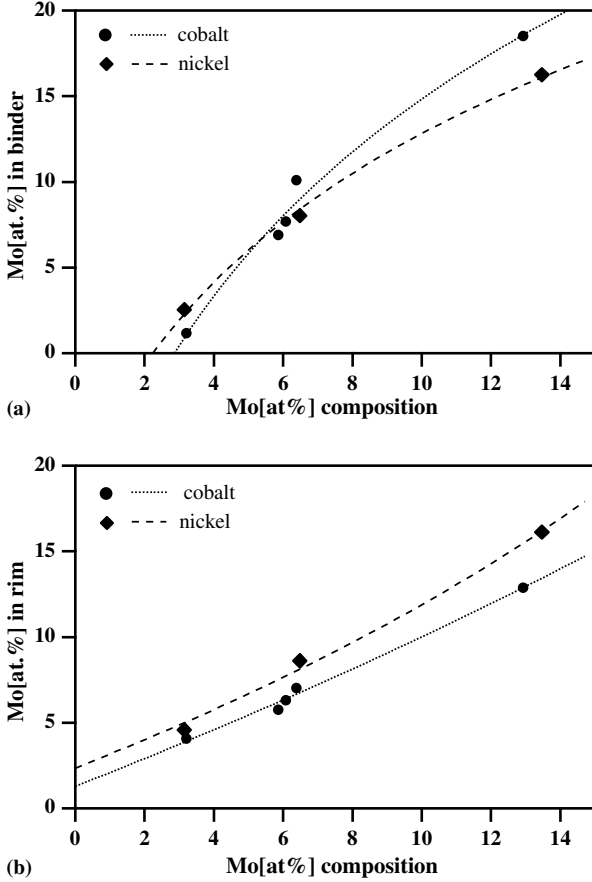 20
cobalt
nickel
15
10
5
0
Mo[at.%] in binder
0 2 4 6 8 10 12 14
(a) Mo[at%] composition
20
cobalt
nickel
15
10
5
0
Mo[at.%] in rim
0 2 4 6 8 10 12 14
(b) Mo[at%] composition